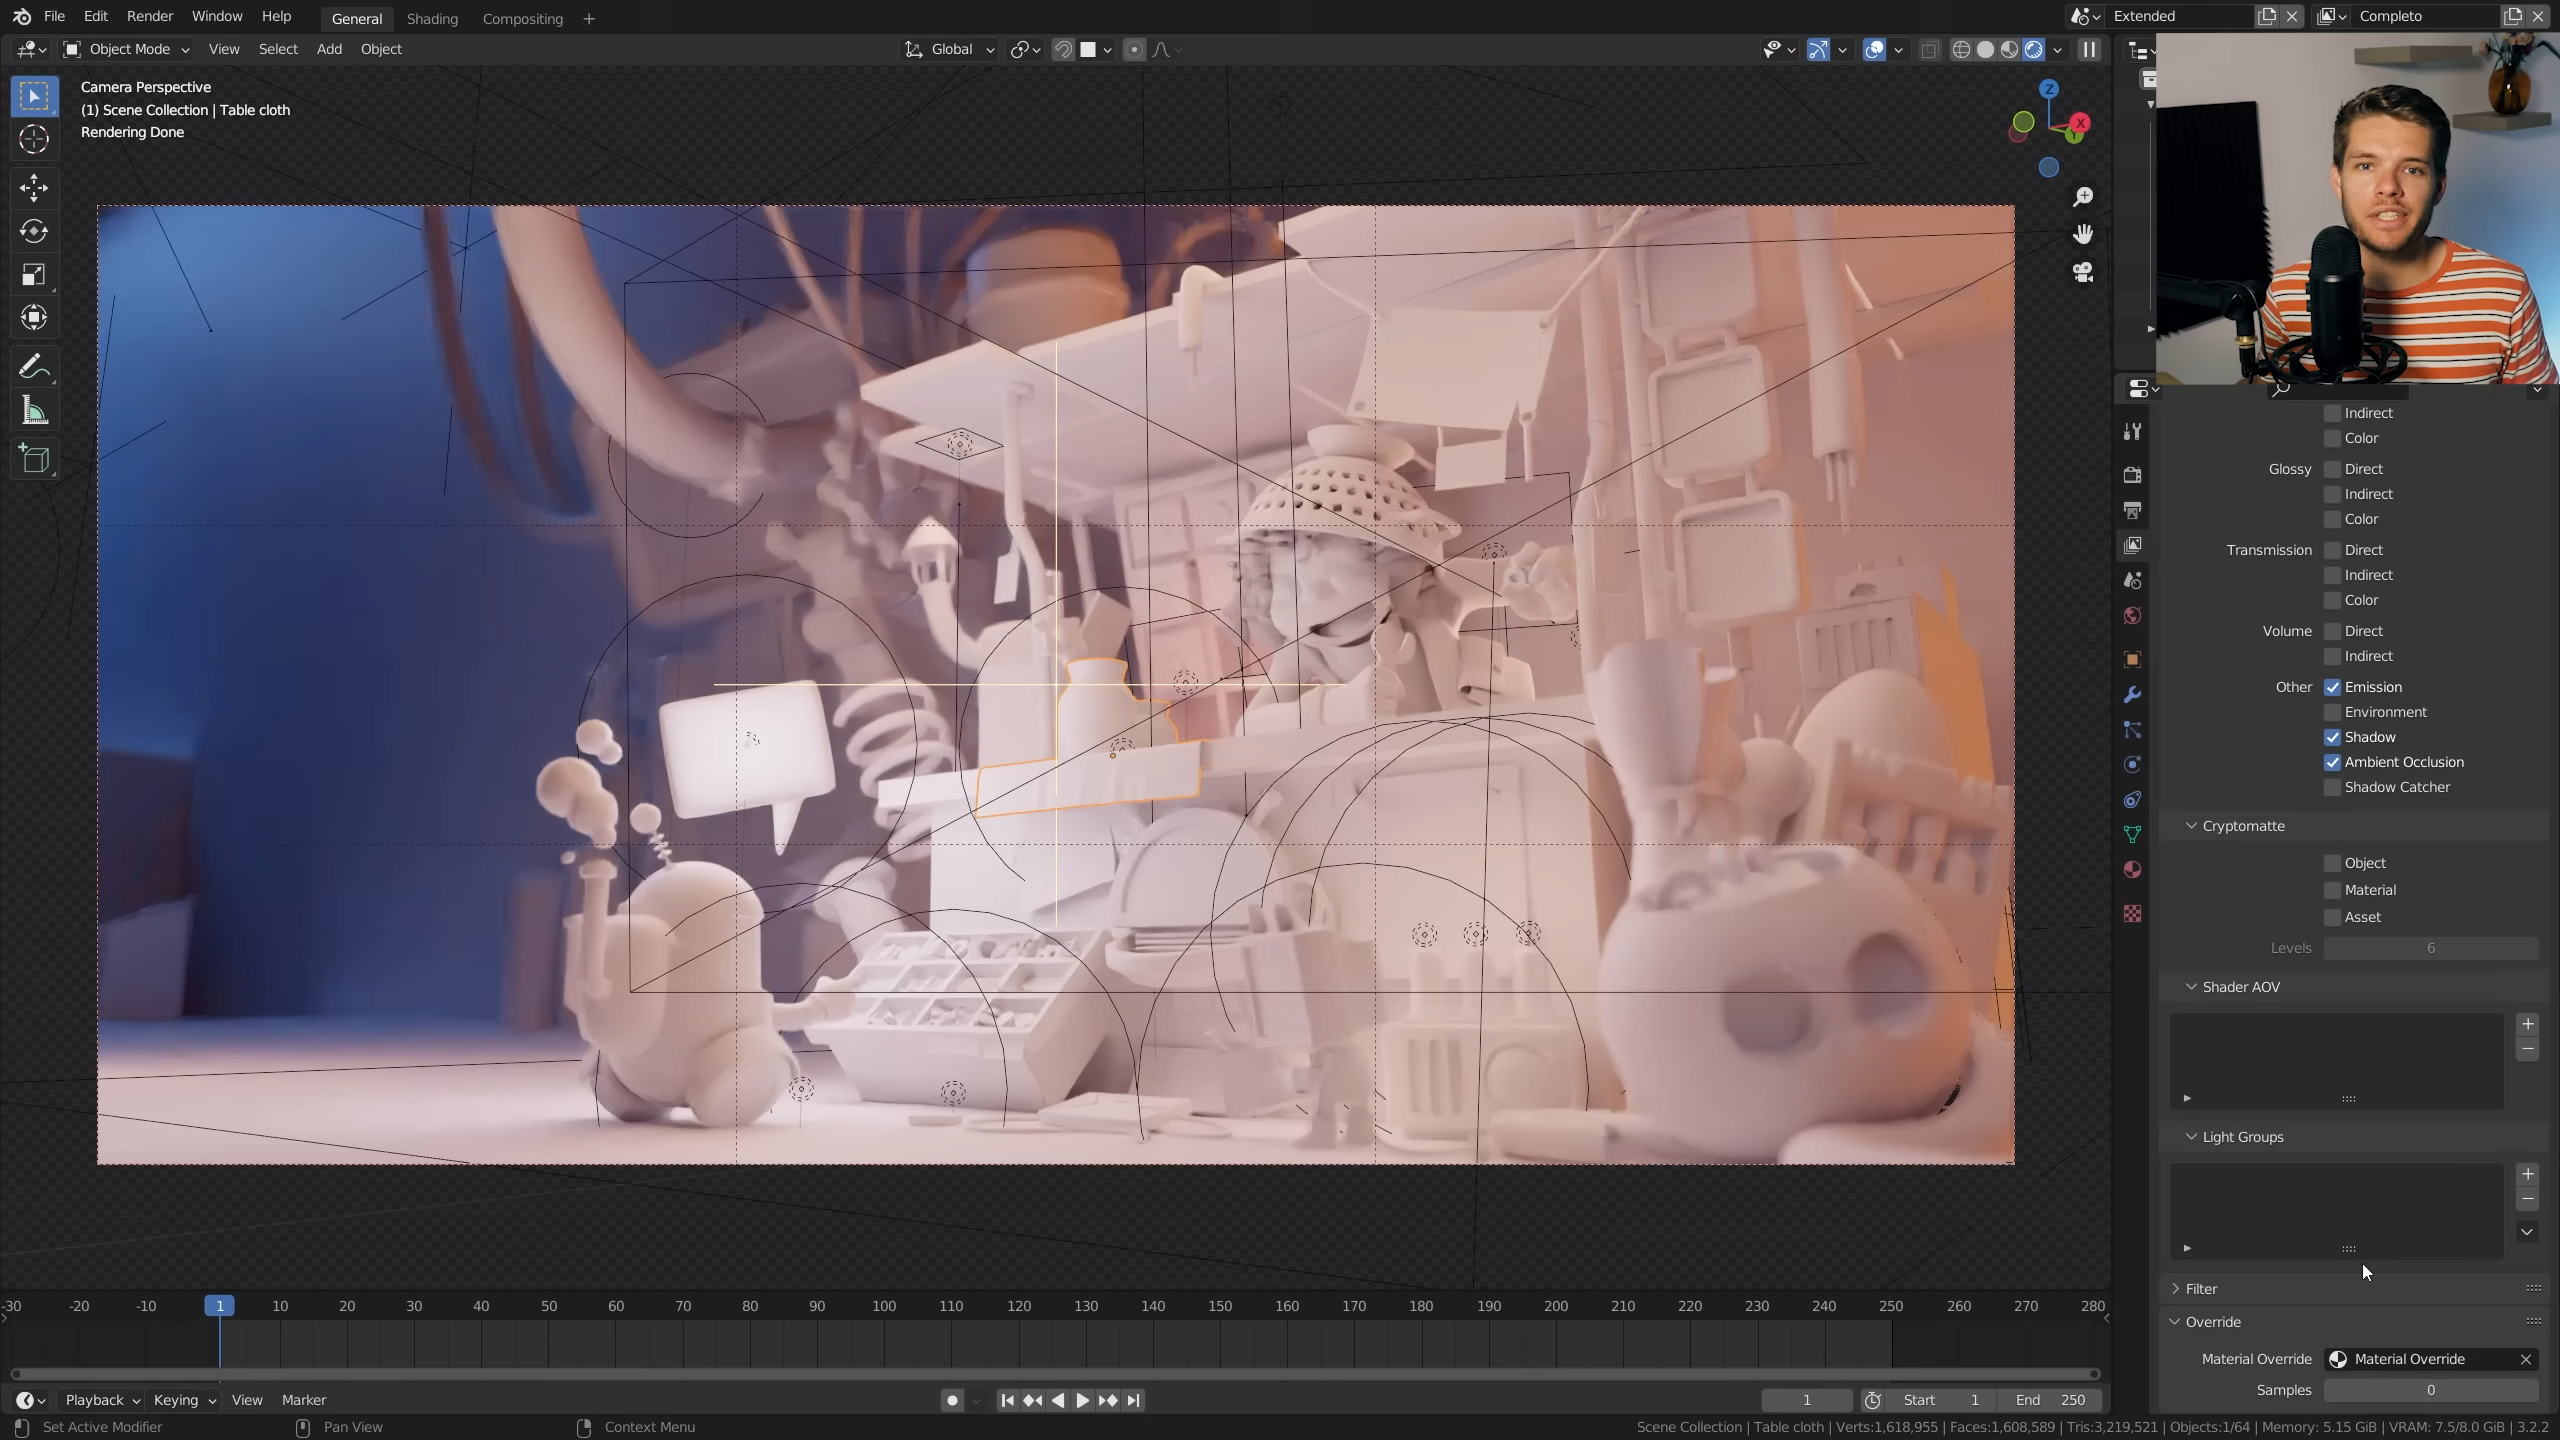 File Edit Render Window Help General Shading Compositing + Extended Completo
Object Mode View Select Add Object Global
Camera Perspective
(1) Scene Collection | Table cloth
Rendering Done
Z
X
Y
Indirect
Color
Glossy Direct
Indirect
Color
Transmission Direct
Indirect
Color
Volume Direct
Indirect
Other Emission
Environment
Shadow
Ambient Occlusion
Shadow Catcher
Cryptomatte
Object
Material
Asset
Levels 6
Shader AOV
Light Groups
Filter
Override
Material Override Material Override
Samples 0
-30 -20 -10 1 10 20 30 40 50 60 70 80 90 100 110 120 130 140 150 160 170 180 190 200 210 220 230 240 250 260 270 280
Playback Keying View Marker 1 Start 1 End 250
Set Active Modifier Pan View Context Menu Scene Collection | Table cloth | Verts:1,618,955 | Faces:1,608,589 | Tris:3,219,521 | Objects:1/64 | Memory: 5.15 GiB | VRAM: 7.5/8.0 GiB | 3.2.2